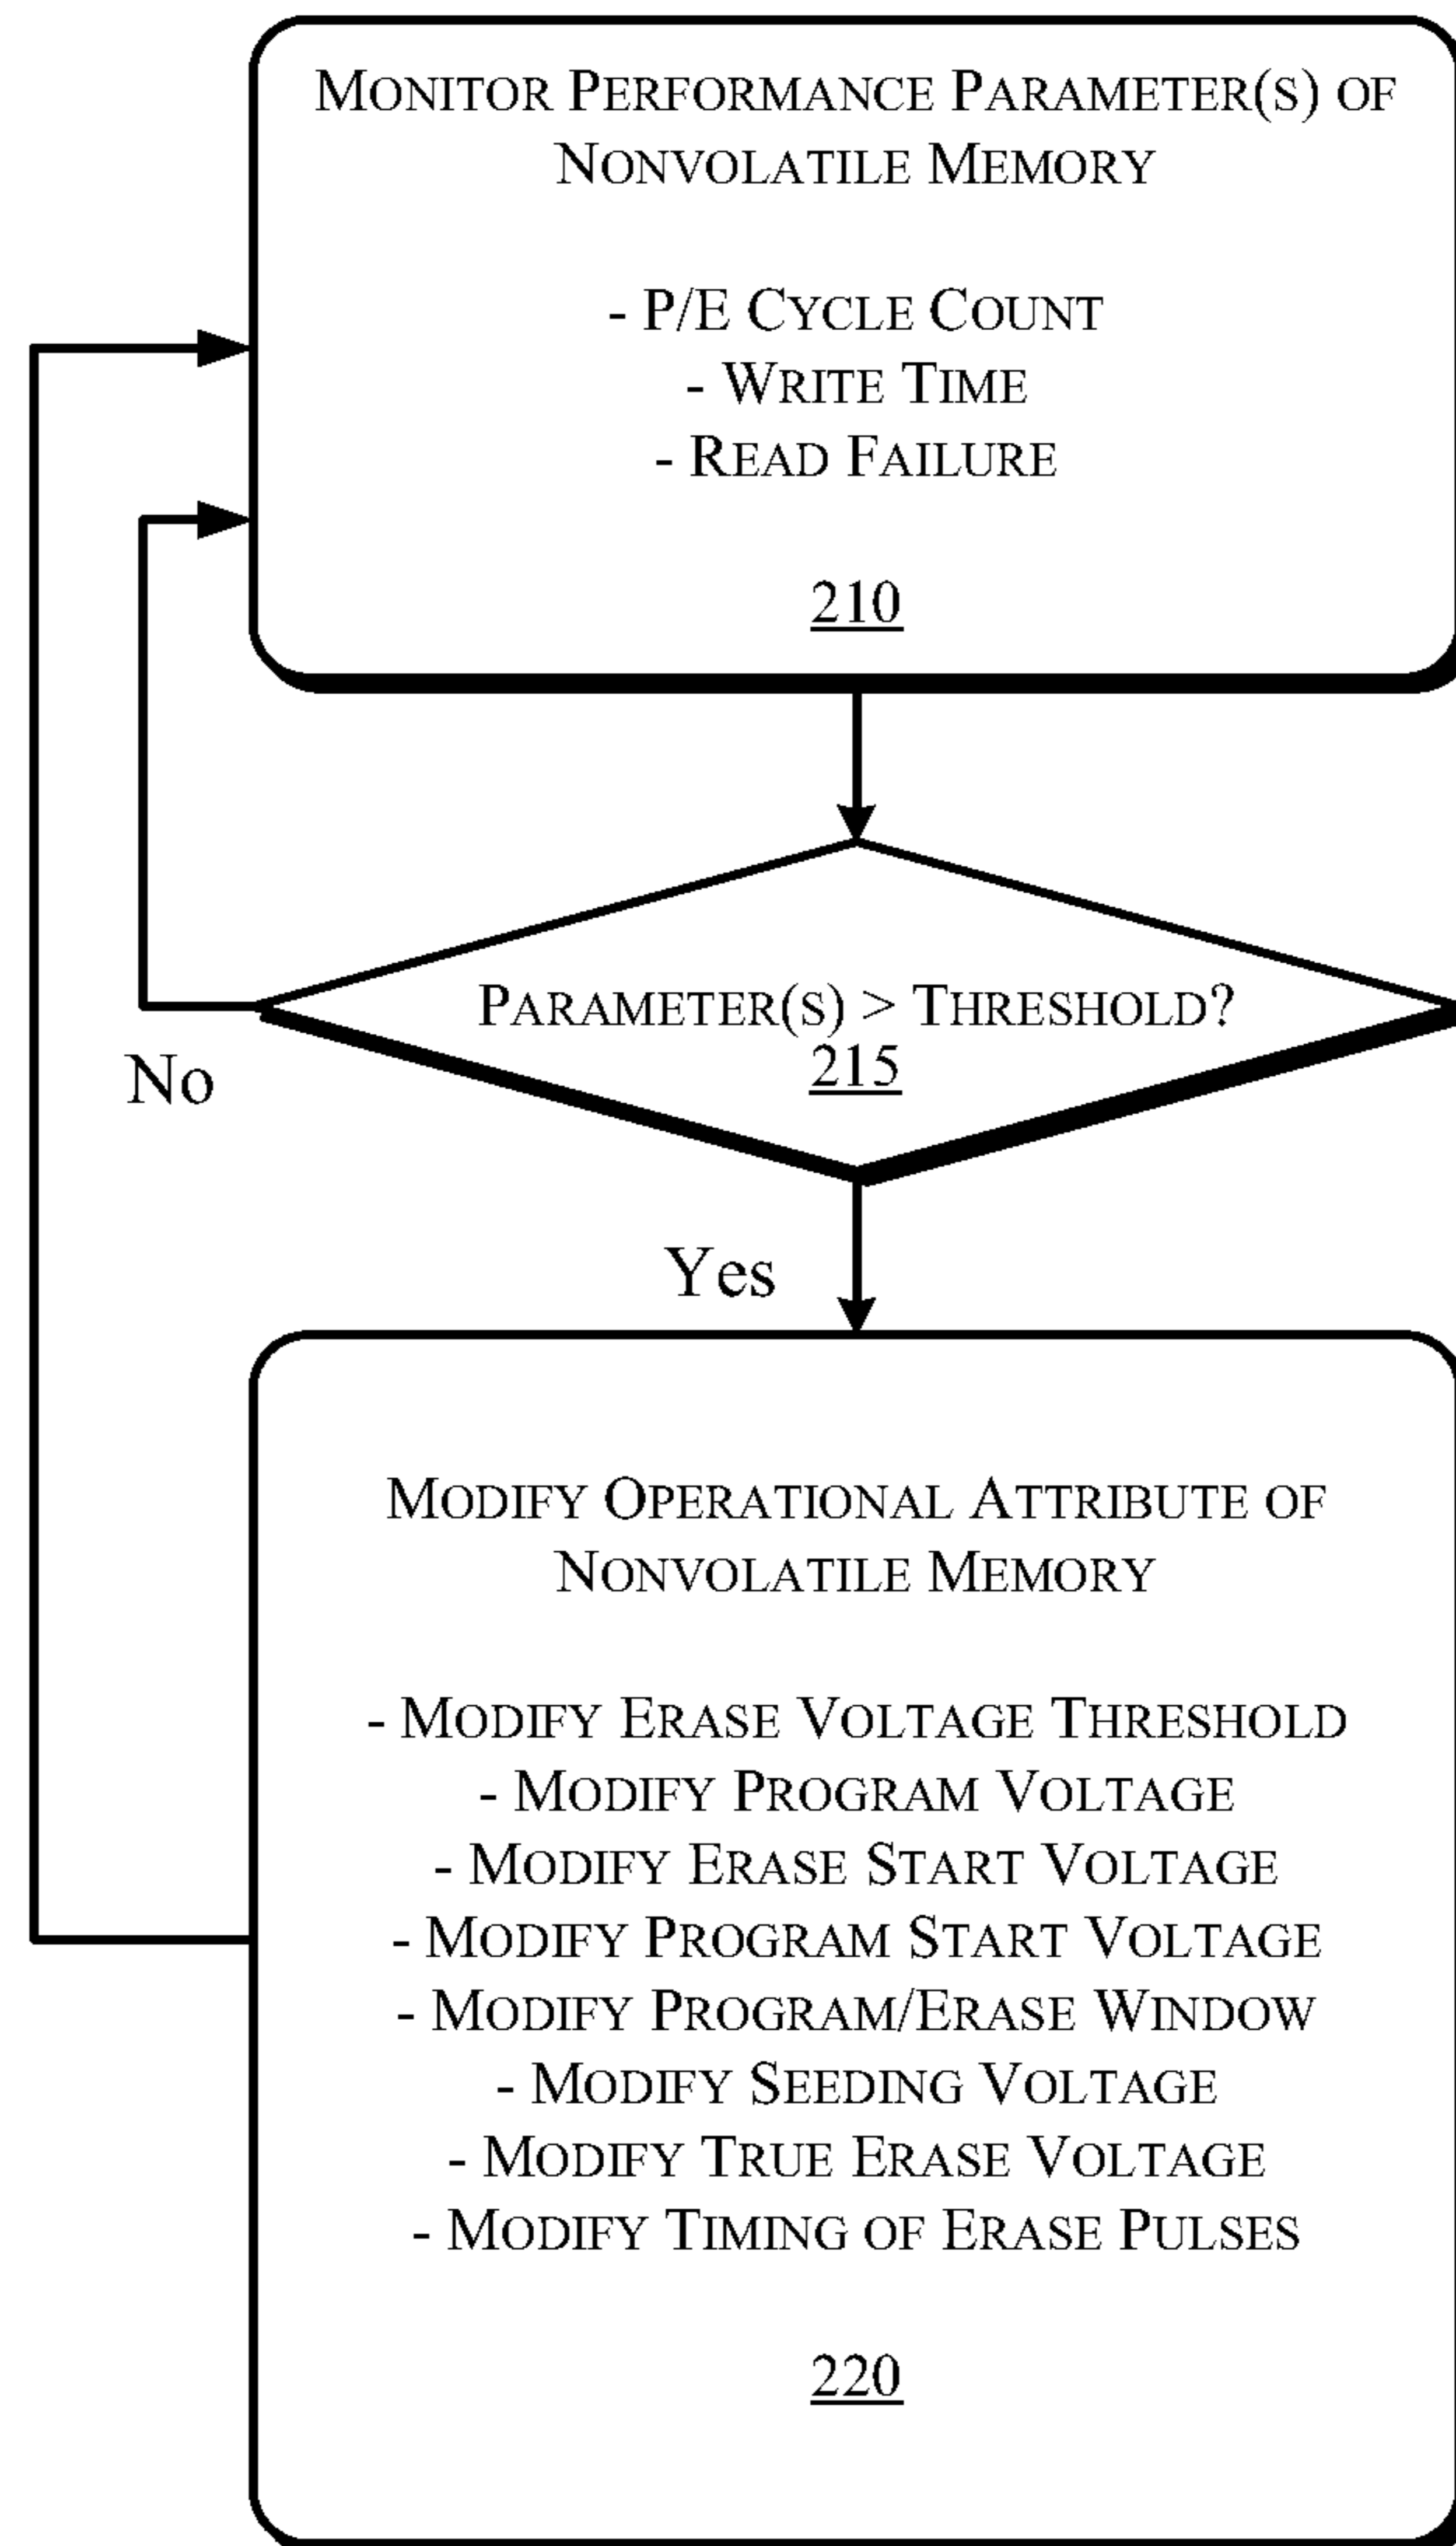 MONITOR PERFORMANCE PARAMETER(S) OF
NONVOLATILE MEMORY
- P/E CYCLE COUNT
- WRITE TIME
- READ FAILURE
210
PARAMETER(S) > THRESHOLD?
215
No
Yes
MODIFY OPERATIONAL ATTRIBUTE OF
NONVOLATILE MEMORY
- MODIFY ERASE VOLTAGE THRESHOLD
- MODIFY PROGRAM VOLTAGE
- MODIFY ERASE START VOLTAGE
- MODIFY PROGRAM START VOLTAGE
- MODIFY PROGRAM/ERASE WINDOW
- MODIFY SEEDING VOLTAGE
- MODIFY TRUE ERASE VOLTAGE
- MODIFY TIMING OF ERASE PULSES
220